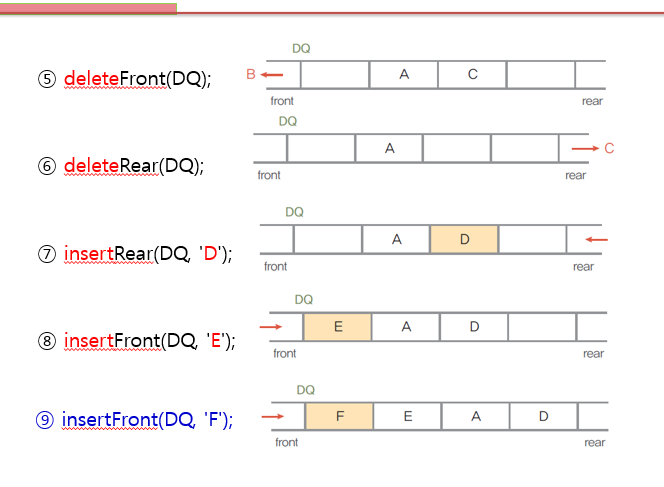 DQ
⑤ deleteFront(DQ);
B A C
front rear
DQ
⑥ deleteRear(DQ);
A C
front rear
DQ
⑦ insertRear(DQ, 'D');
A D
front rear
DQ
⑧ insertFront(DQ, 'E');
E A D
front rear
DQ
⑨ insertFront(DQ, 'F');
F E A D
front rear